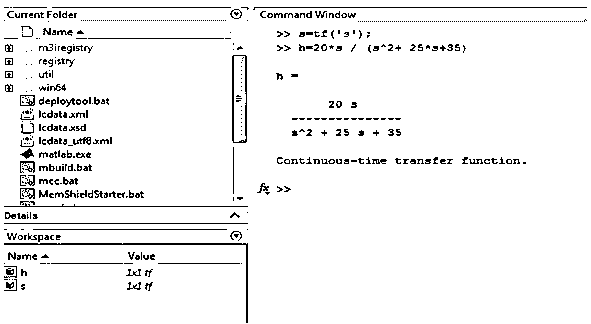 Current Folder
Name
m3iregistry
registry
util
win64
deploytool.bat
lcdata.xml
lcdata.xsd
lcdata_utf8.xml
matlab.exe
mbuild.bat
mcc.bat
MemShieldStarter.bat
Details
Workspace
Name Value
h 1x1 tf
s 1x1 tf
Command Window
>> s=tf('s');
>> h=20*s / (s^2+ 25*s+35)
h =
20 s
---------------
s^2 + 25 s + 35
Continuous-time transfer function.
fx >>